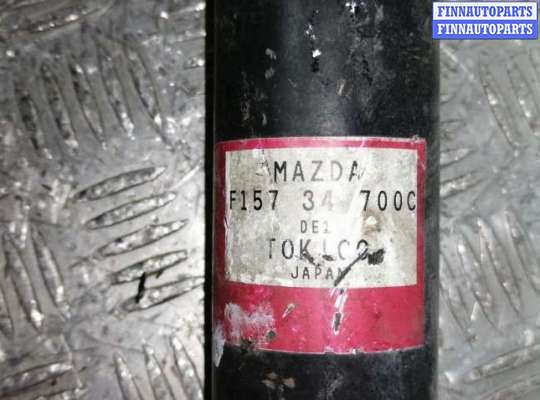 FINNAUTOPARTS
FINNAUTOPARTS
MAZDA
F157 34 700C
DE1
TOKICO
JAPAN